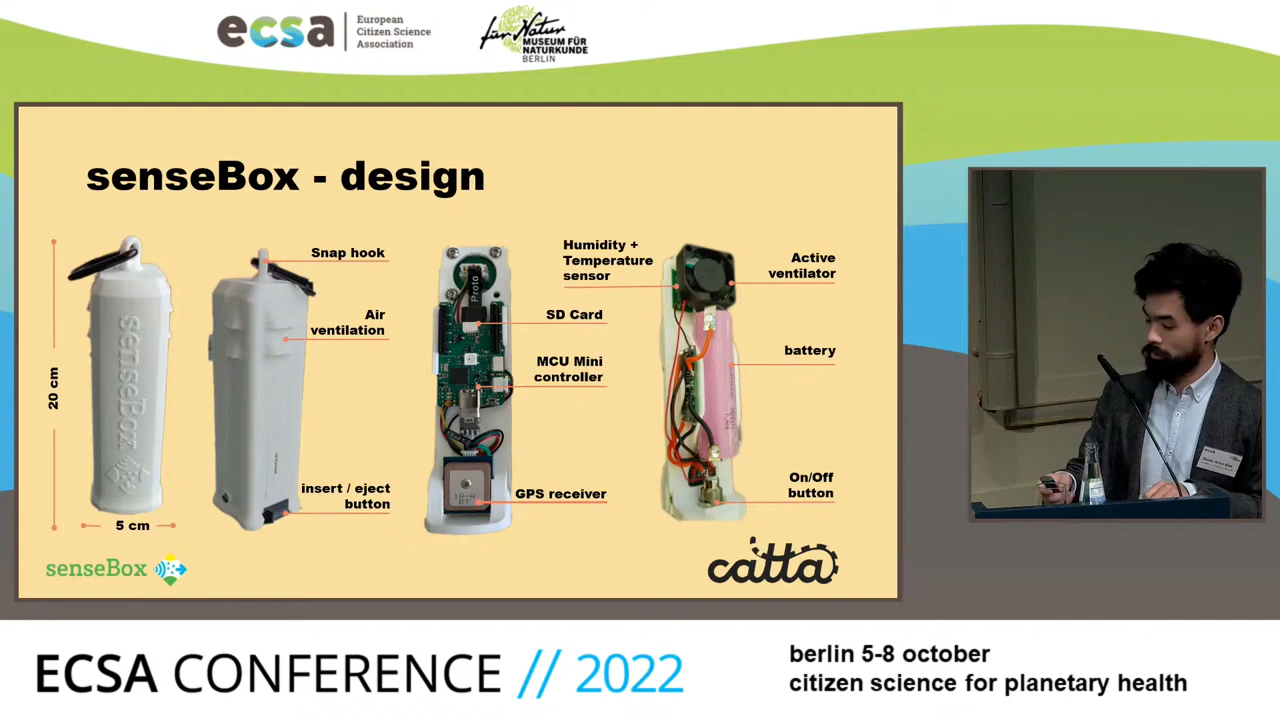 ecsa
European
Citizen Science
Association
für Natur
MUSEUM FÜR
NATURKUNDE
BERLIN
senseBox - design
Snap hook
Air
ventilation
insert / eject
button
20 cm
5 cm
senseBox
Humidity +
Temperature
sensor
SD Card
MCU Mini
controller
GPS receiver
Proto
Active
ventilator
battery
On/Off
button
senseBox
catta
ECSA CONFERENCE // 2022
berlin 5-8 october
citizen science for planetary health